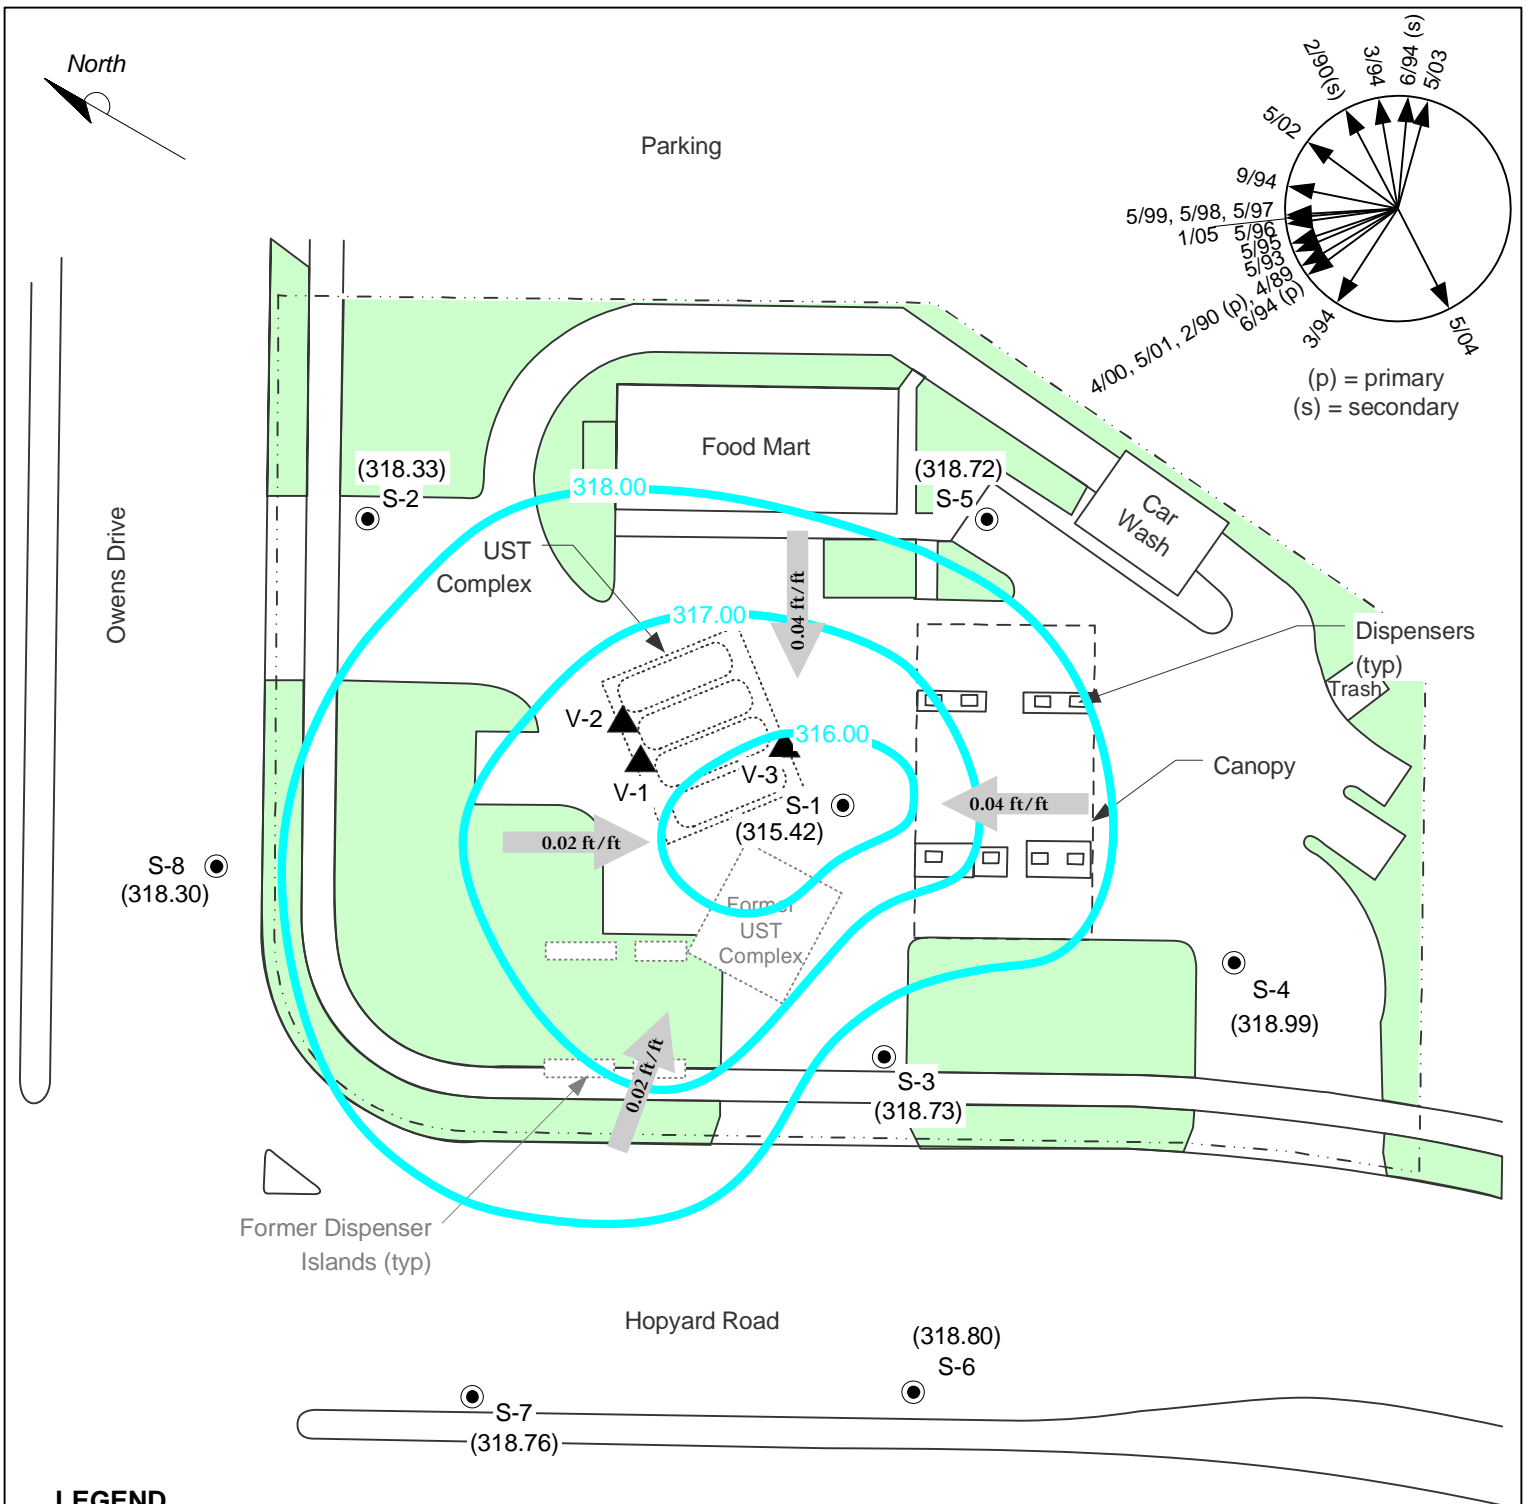 North
Parking
2/90(s)
3/94
6/94 (s)
5/03
5/02
9/94
5/99, 5/98, 5/97
1/05
5/96
5/95
5/93
4/00, 5/01, 2/90 (p), 4/89
6/94 (p)
3/94
5/04
(p) = primary
(s) = secondary
Owens Drive
Food Mart
(318.33)
S-2
318.00
(318.72)
S-5
Car
Wash
UST
Complex
0.04 ft/ft
317.00
Dispensers
(typ)
Trash
V-2
V-1
V-3
316.00
Canopy
S-1
(315.42)
0.04 ft/ft
0.02 ft/ft
S-8
(318.30)
Former
UST
Complex
S-4
(318.99)
0.02 ft/ft
S-3
(318.73)
Former Dispenser
Islands (typ)
Hopyard Road
(318.80)
S-6
S-7
(318.76)
LEGEND